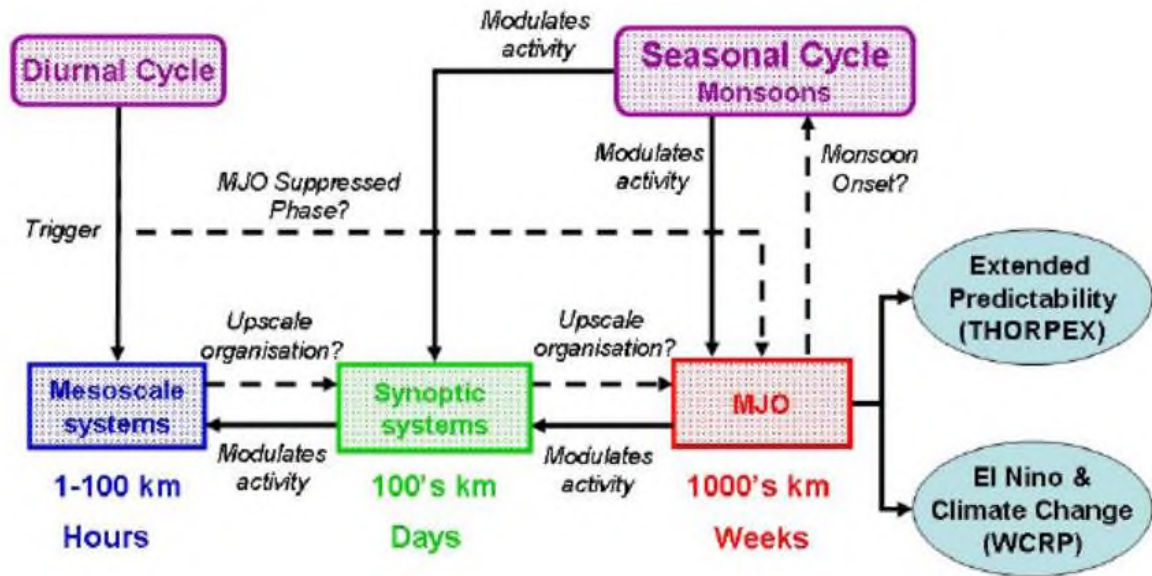 Modulates
activity
Diurnal Cycle
Seasonal Cycle
Monsoons
Modulates
activity
Monsoon
Onset?
MJO Suppressed
Phase?
Trigger
Extended
Predictability
(THORPEX)
Upscale
organisation?
Upscale
organisation?
Mesoscale
systems
Synoptic
systems
MJO
Modulates
activity
Modulates
activity
1-100 km
100's km
1000's km
Hours
Days
Weeks
El Nino &
Climate Change
(WCRP)